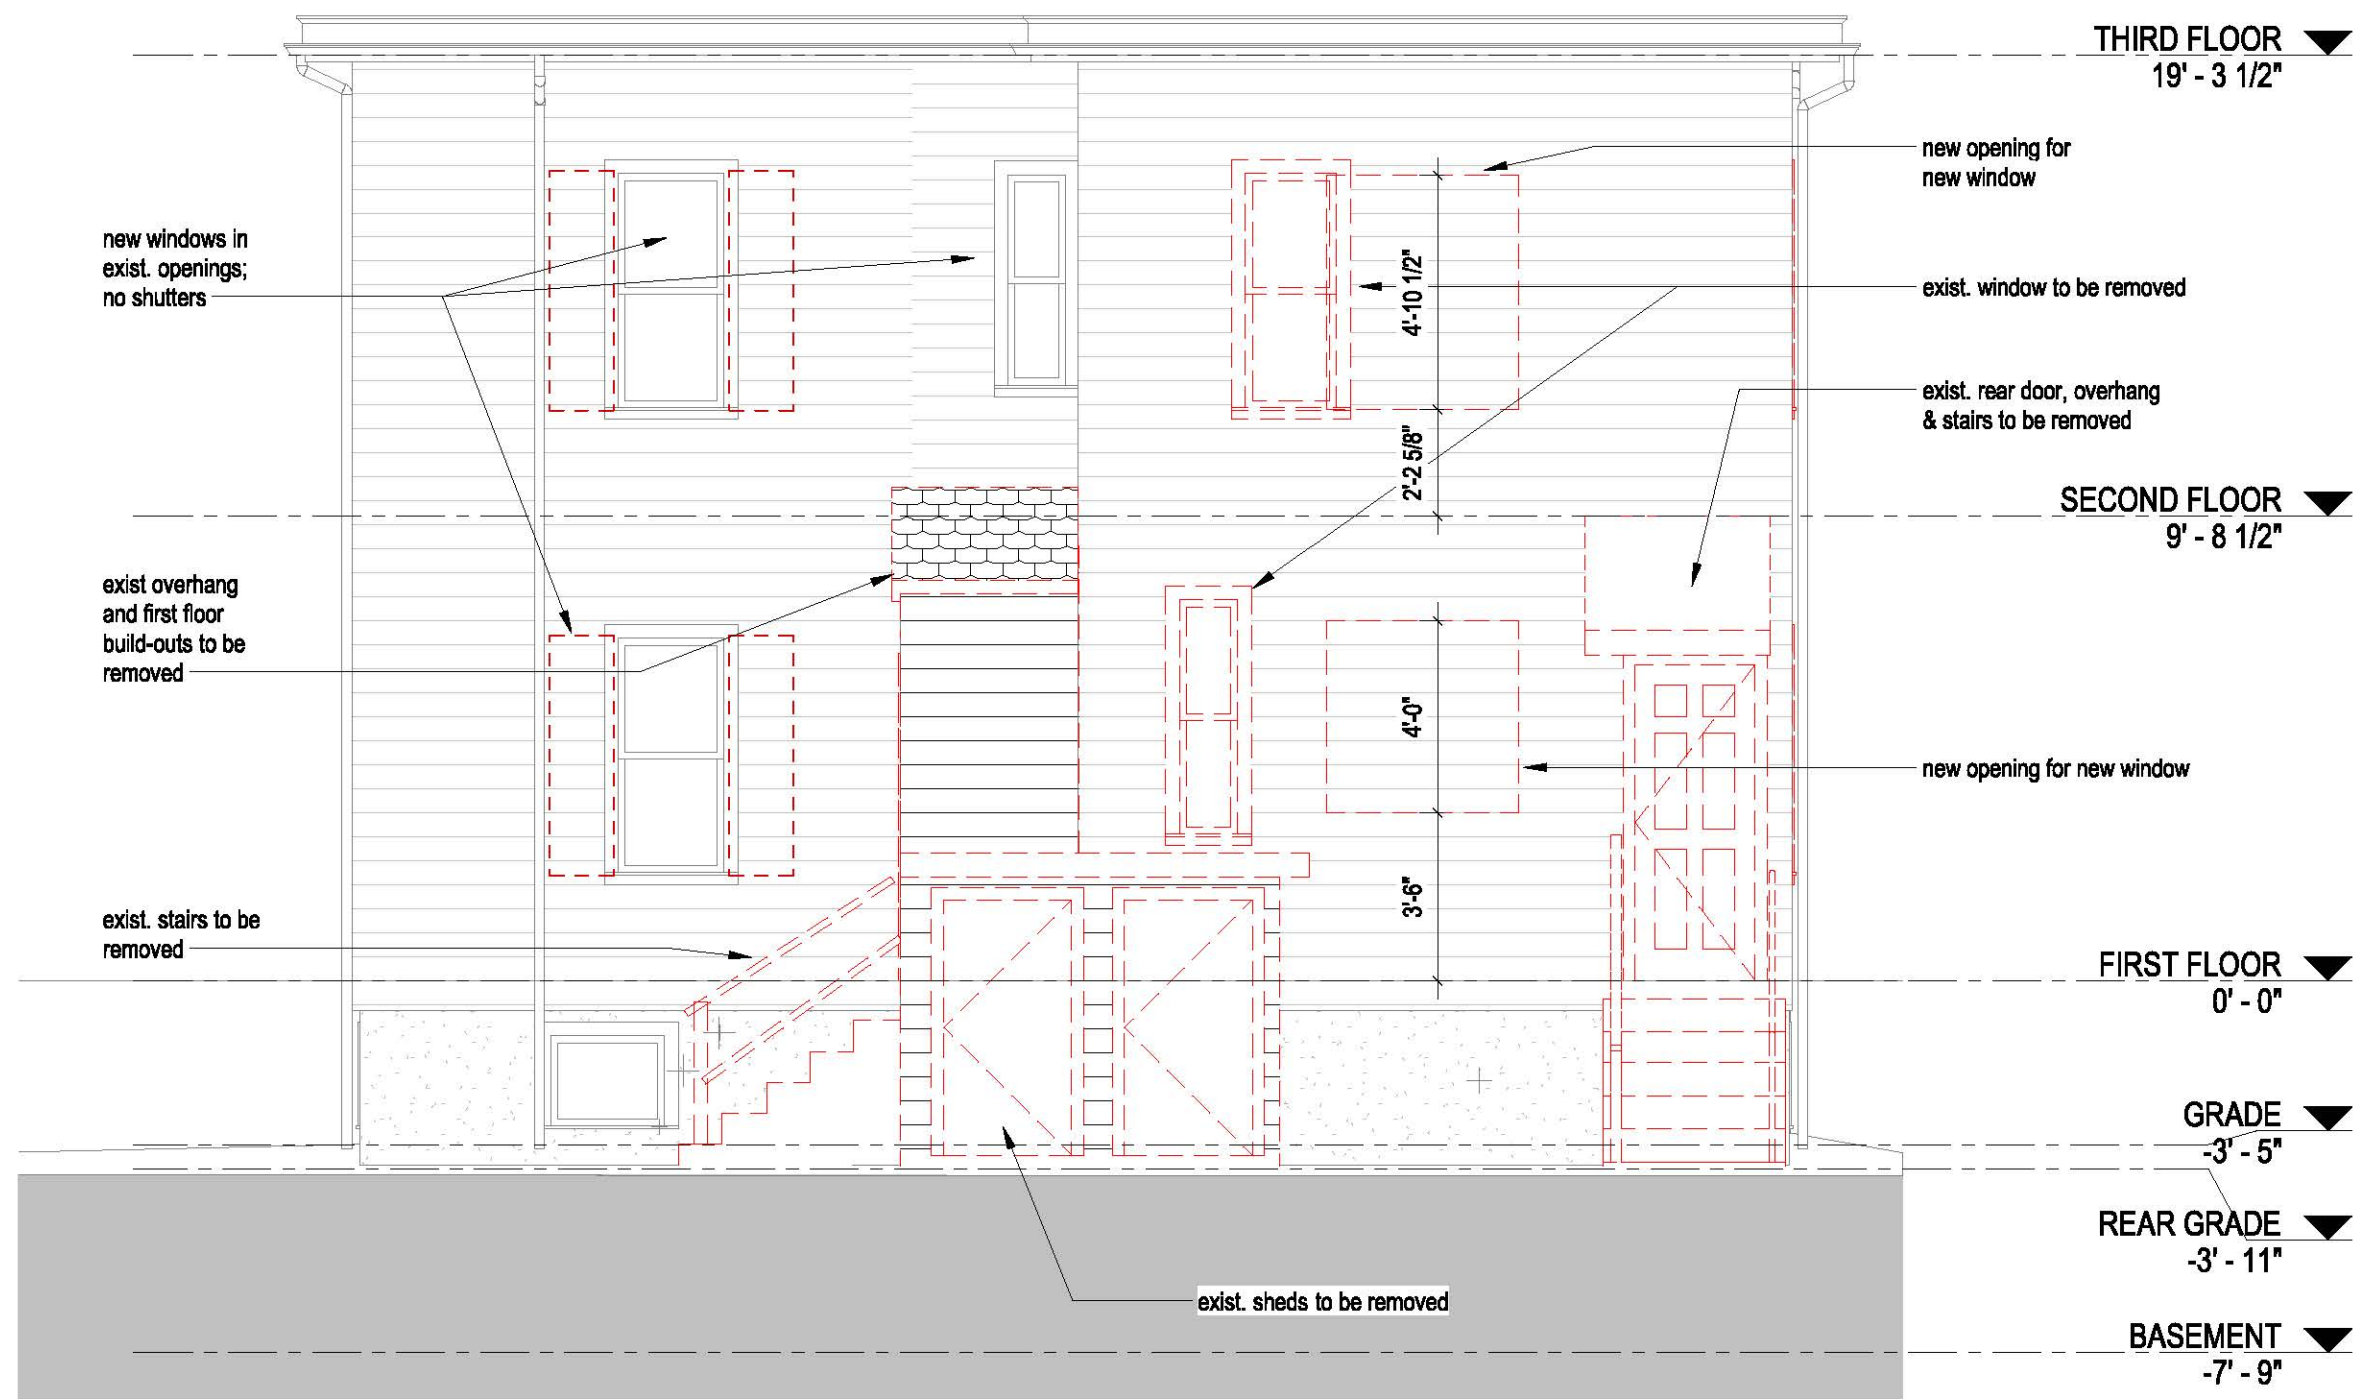 THIRD FLOOR
19' - 3 1/2"
new opening for
new window
new windows in
exist. openings;
no shutters
4'-10 1/2"
exist. window to be removed
exist. rear door, overhang
& stairs to be removed
2'-2 5/8"
SECOND FLOOR
9' - 8 1/2"
exist overhang
and first floor
build-outs to be
removed
4'-0"
new opening for new window
3'-6"
exist. stairs to be
removed
FIRST FLOOR
0' - 0"
GRADE
-3' - 5"
REAR GRADE
-3' - 11"
exist. sheds to be removed
BASEMENT
-7' - 9"